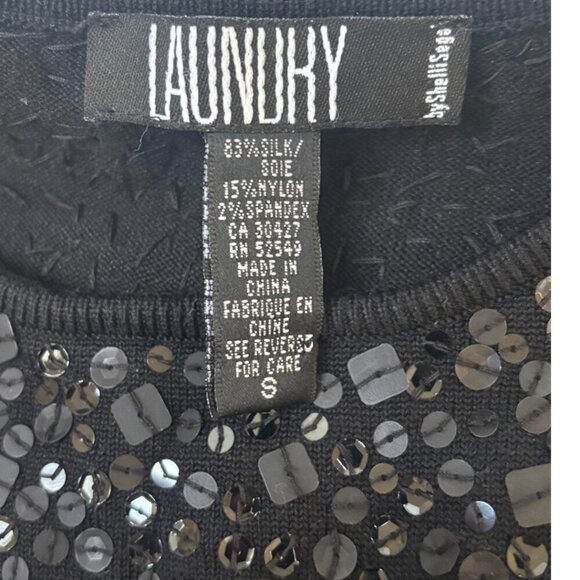 LAUNDRY
by Shelli Segal
83%SILK/
SOIE
15%NYLON
2%SPANDEX
CA 30427
RN 52549
MADE IN
CHINA
FABRIQUE EN
CHINE
SEE REVERSE
FOR CARE
S